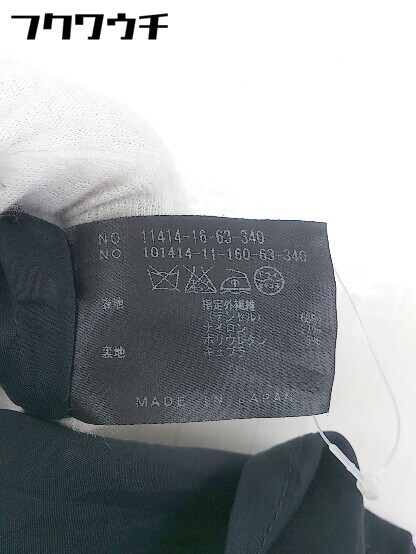 フクワウチ
NO. 11414-16-63-340
NO. 101414-11-160-63-340
表地 指定外繊維
(テンセル)
ナイロン
ポリウレタン
裏地 キュプラ
MADE IN JAPAN